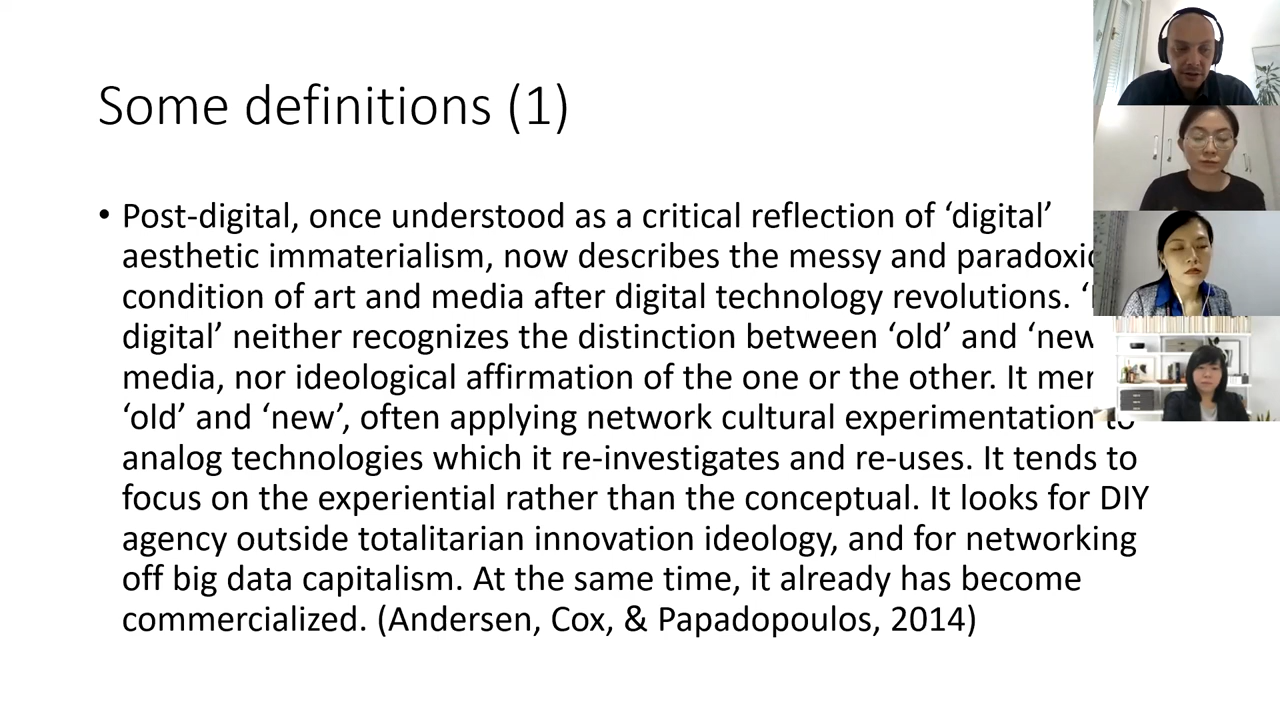 Some definitions (1)
• Post-digital, once understood as a critical reflection of ‘digital’
aesthetic immaterialism, now describes the messy and
condition of art and media after digital technology revolutions.
digital’ neither recognizes the distinction between ‘old’ and ‘new
media, nor ideological affirmation of the one or the other. It
‘old’ and ‘new’, often applying network cultural experimentation to
analog technologies which it re-investigates and re-uses. It tends to
focus on the experiential rather than the conceptual. It looks for DIY
agency outside totalitarian innovation ideology, and for networking
off big data capitalism. At the same time, it already has become
commercialized. (Andersen, Cox, & Papadopoulos, 2014)